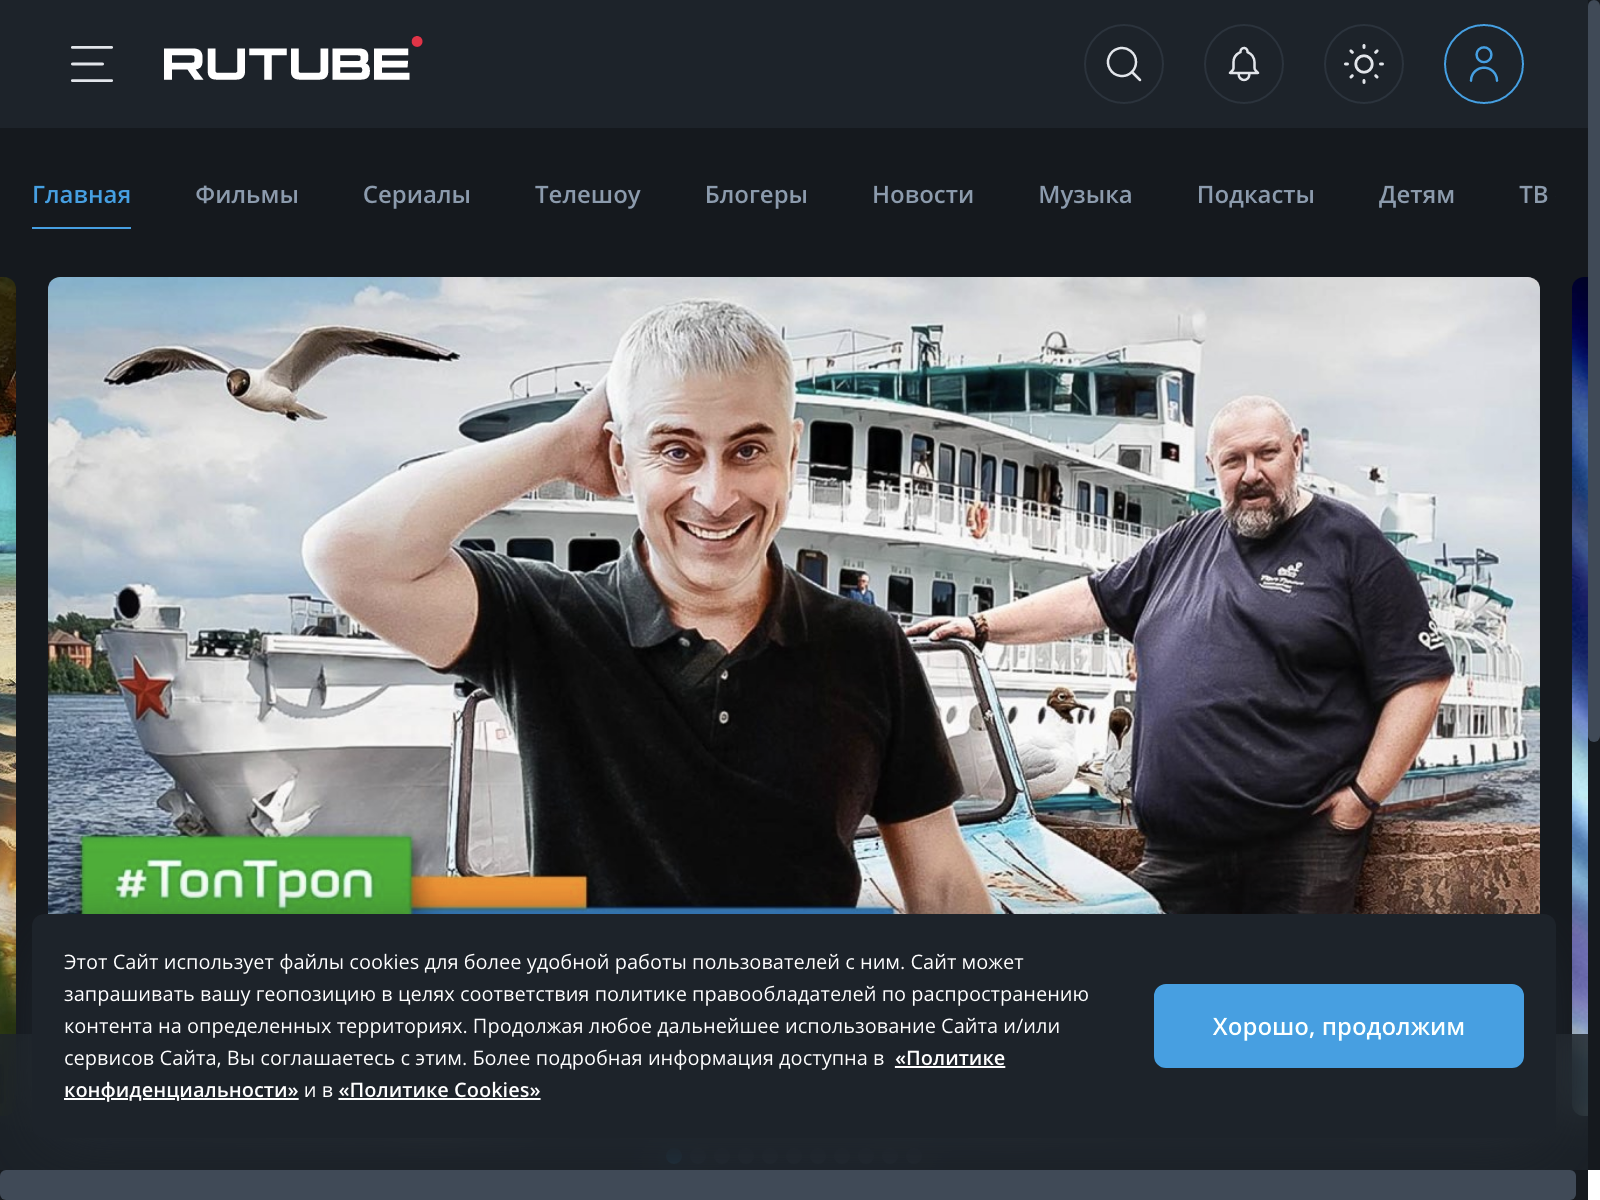 RUTUBE
Главная Фильмы Сериалы Телешоу Блогеры Новости Музыка Подкасты Детям ТВ
#ТопТроп
Этот Сайт использует файлы cookies для более удобной работы пользователей с ним. Сайт может
запрашивать вашу геопозицию в целях соответствия политике правообладателей по распространению
контента на определенных территориях. Продолжая любое дальнейшее использование Сайта и/или
сервисов Сайта, Вы соглашаетесь с этим. Более подробная информация доступна в «Политике
конфиденциальности» и в «Политике Cookies»
Хорошо, продолжим